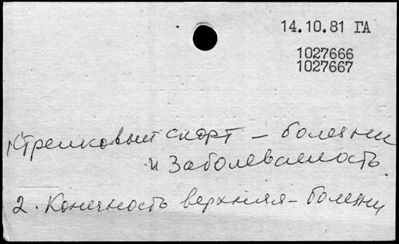 14.10.81 ГА
1027666
1027667
1. Стрелковый спорт – болезни
и Заболеваемость.
2. Конечность верхняя – болезни